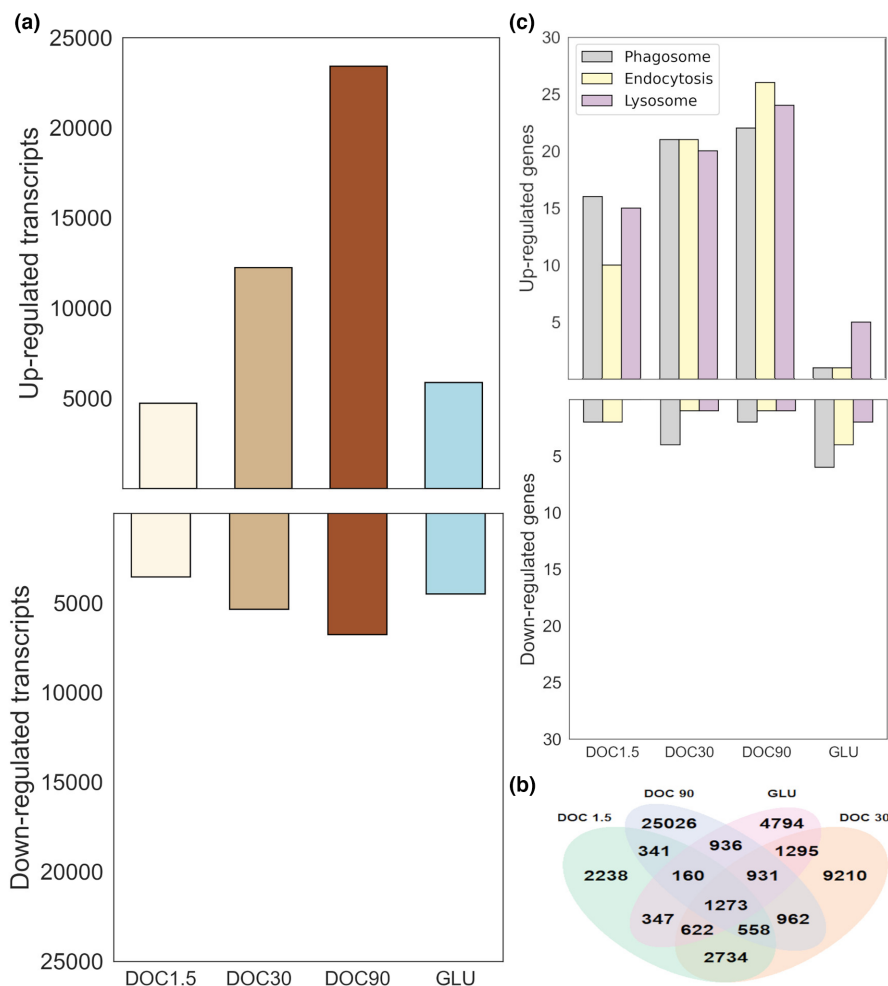 (a)
25000
20000
15000
10000
5000
Up-regulated transcripts
5000
10000
15000
20000
25000
Down-regulated transcripts
DOC1.5 DOC30 DOC90 GLU
(c)
Phagosome
Endocytosis
Lysosome
30
25
20
15
10
5
Up-regulated genes
5
10
15
20
25
30
Down-regulated genes
DOC1.5 DOC30 DOC90 GLU
(b)
DOC 90 GLU
DOC 1.5 DOC 30
25026 4794
341 936 1295
2238 160 931 9210
1273
347 962
622 558
2734